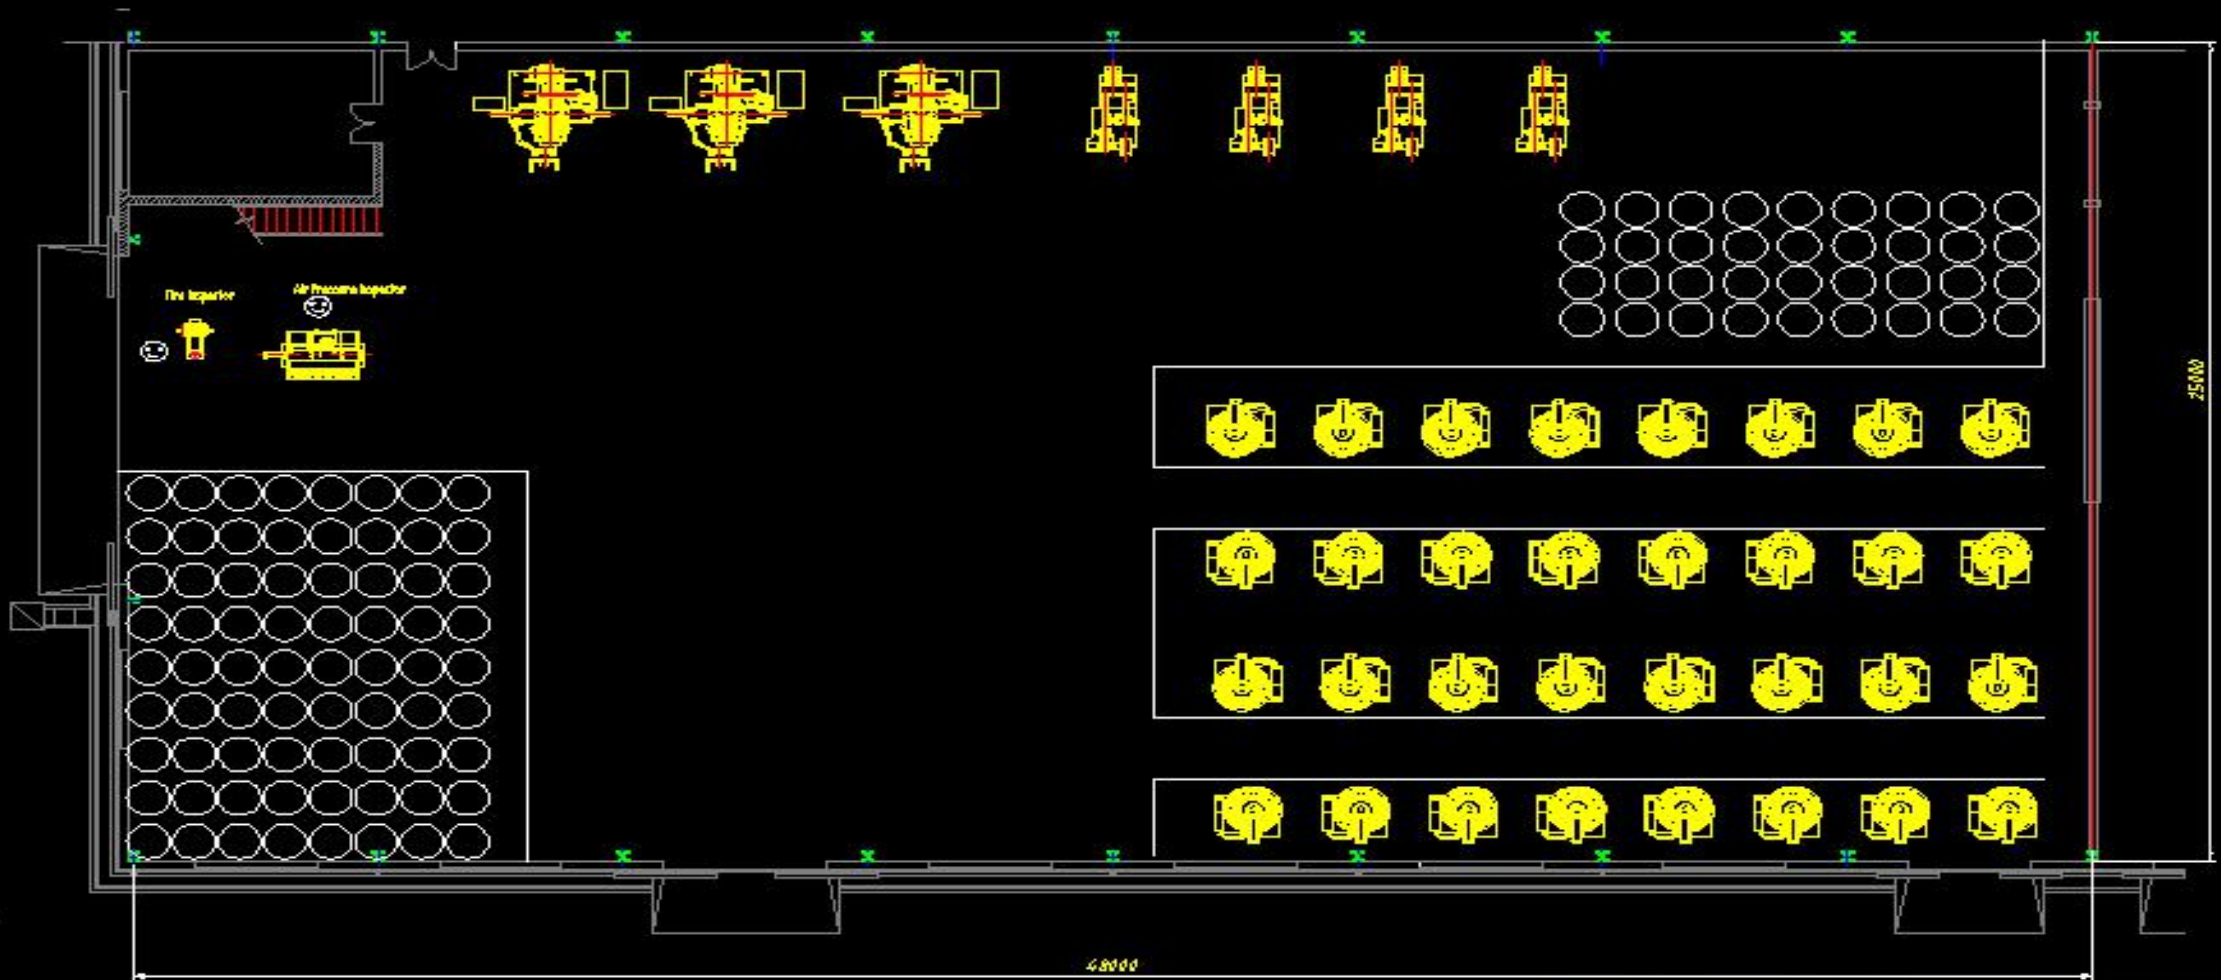 Tire Inspector
Air Pressure Inspector
25000
48000